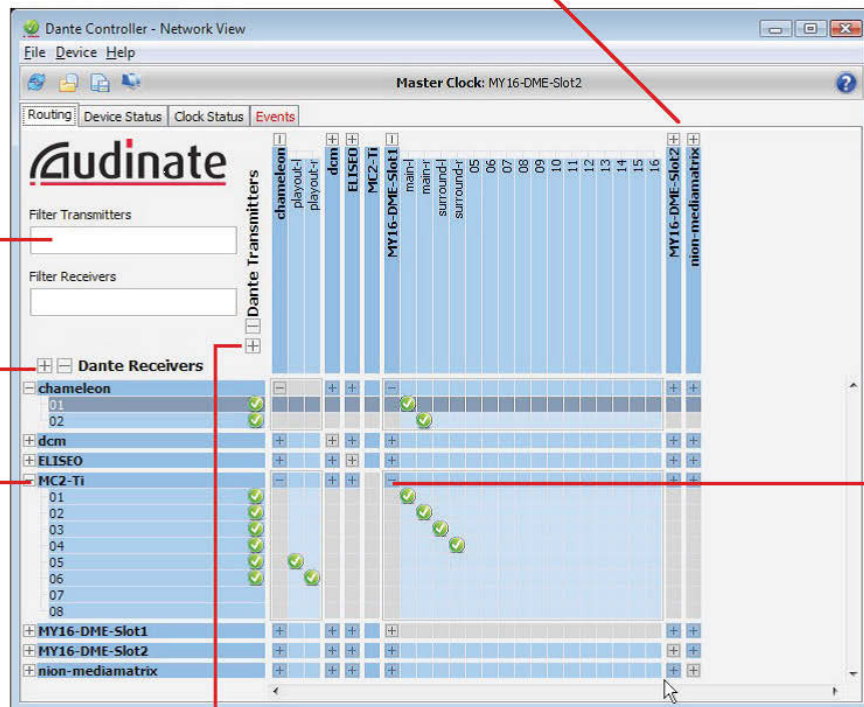 Dante Controller - Network View
File Device Help
Master Clock: MY16-DME-Slot2
Routing Device Status Clock Status Events
Audinate
Filter Transmitters
Filter Receivers
Dante Transmitters
chameleon
playout-l
playout-r
dcm
ELISEO
MC2-Ti
MY16-DME-Slot1
main-l
main-r
surround-l
surround-r
05
06
07
08
09
10
11
12
13
14
15
16
MY16-DME-Slot2
nion-mediamatrix
Dante Receivers
chameleon
01
02
dcm
ELISEO
MC2-Ti
01
02
03
04
05
06
07
08
MY16-DME-Slot1
MY16-DME-Slot2
nion-mediamatrix